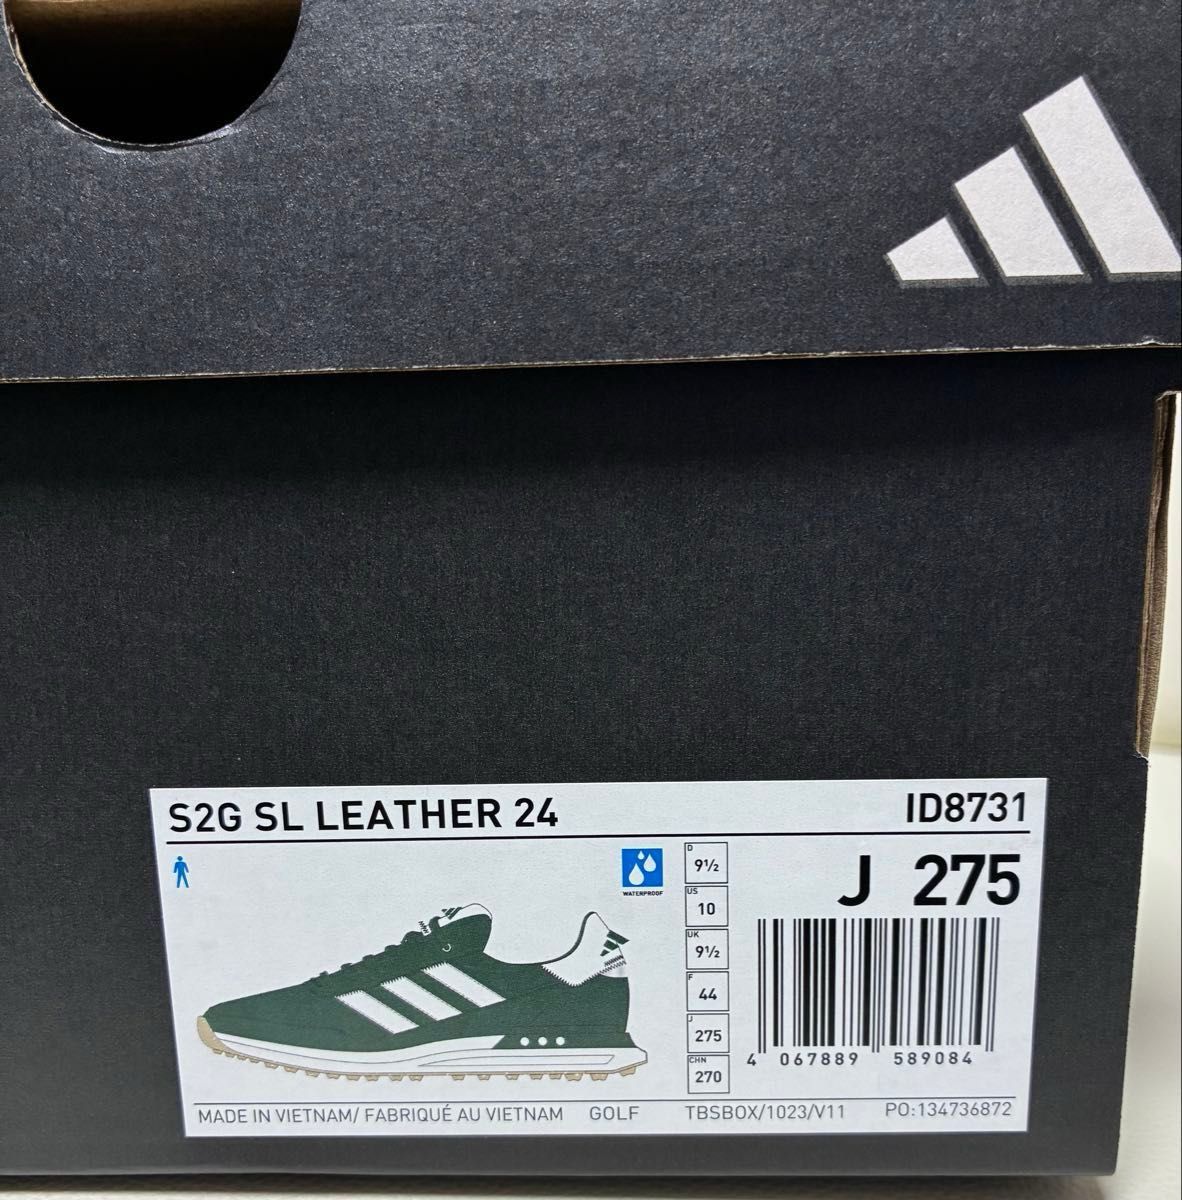 S2G SL LEATHER 24
ID8731
WATERPROOF
D
9½
US
10
UK
9½
F
44
J
275
CHN
270
J 275
4 067889 589084
MADE IN VIETNAM/ FABRIQUÉ AU VIETNAM
GOLF
TBSBOX/1023/V11
PO:134736872